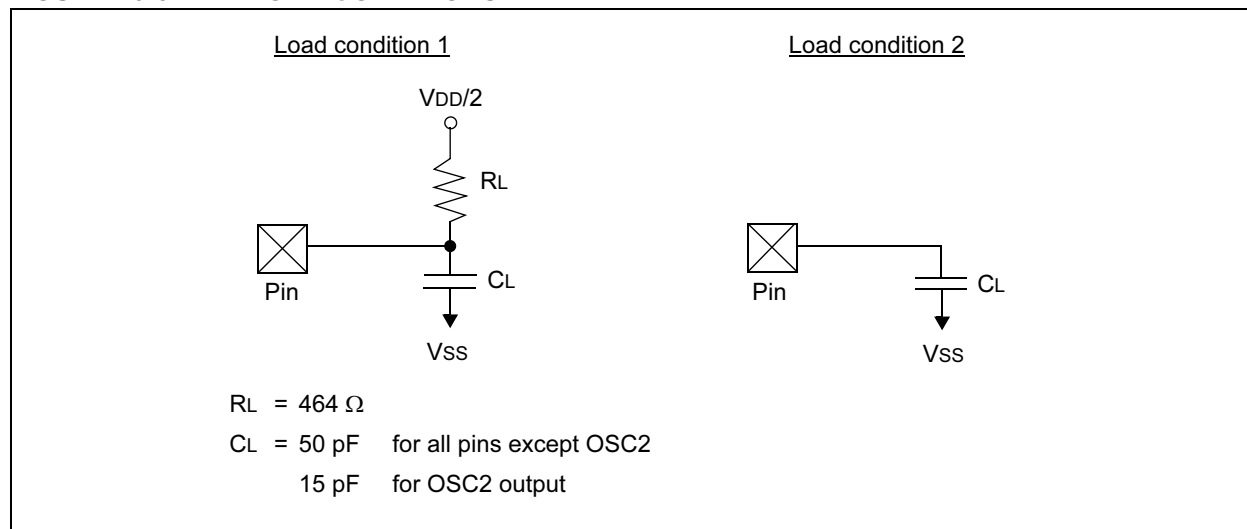 Load condition 1
Load condition 2
VDD/2
RL
CL
Pin
VSS
CL
Pin
VSS
RL = 464 Ω
CL = 50 pF for all pins except OSC2
15 pF for OSC2 output